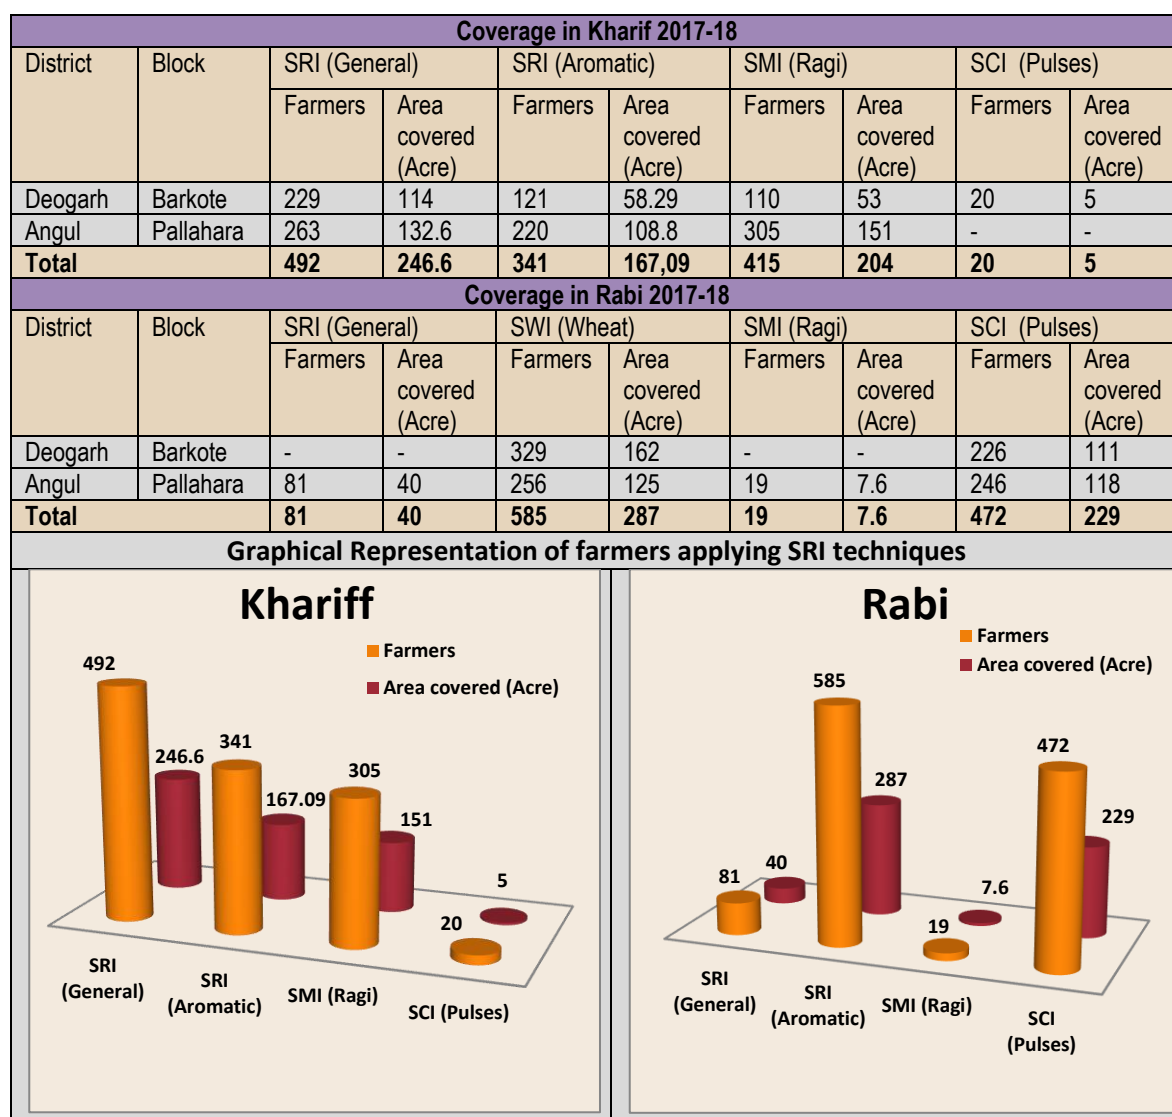 Coverage in Kharif 2017-18
District Block SRI (General) SRI (Aromatic) SMI (Ragi) SCI (Pulses)
Farmers Area covered (Acre) Farmers Area covered (Acre) Farmers Area covered (Acre) Farmers Area covered (Acre)
Deogarh Barkote 229 114 121 58.29 110 53 20 5
Angul Pallahara 263 132.6 220 108.8 305 151 - -
Total 492 246.6 341 167,09 415 204 20 5
Coverage in Rabi 2017-18
District Block SRI (General) SWI (Wheat) SMI (Ragi) SCI (Pulses)
Farmers Area covered (Acre) Farmers Area covered (Acre) Farmers Area covered (Acre) Farmers Area covered (Acre)
Deogarh Barkote - - 329 162 - - 226 111
Angul Pallahara 81 40 256 125 19 7.6 246 118
Total 81 40 585 287 19 7.6 472 229
Graphical Representation of farmers applying SRI techniques
Khariff
Farmers
Area covered (Acre)
492
246.6
341
167.09
305
151
20
5
SRI (General)
SRI (Aromatic)
SMI (Ragi)
SCI (Pulses)
Rabi
Farmers
Area covered (Acre)
81
40
585
287
19
7.6
472
229
SRI (General)
SRI (Aromatic)
SMI (Ragi)
SCI (Pulses)